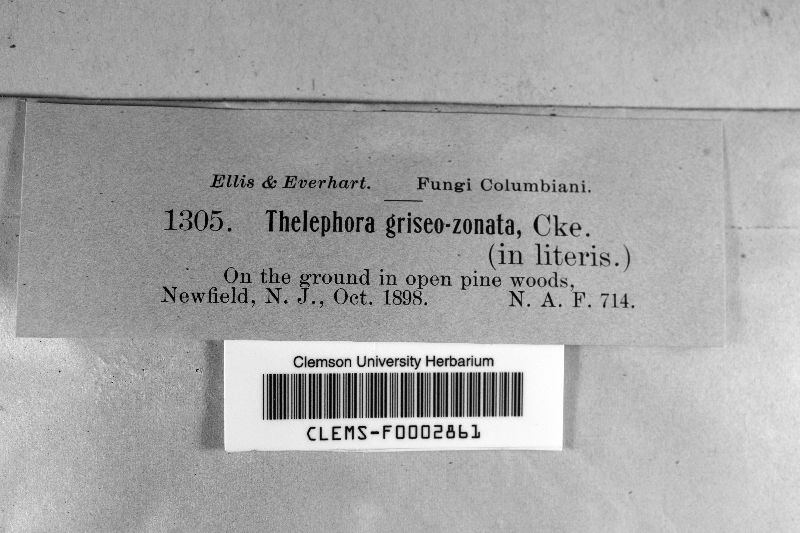 Ellis & Everhart. Fungi Columbiani.
1305. Thelephora griseo-zonata, Cke.
(in literis.)
On the ground in open pine woods,
Newfield, N. J., Oct. 1898. N. A. F. 714.
Clemson University Herbarium
CLEMS-F0002861